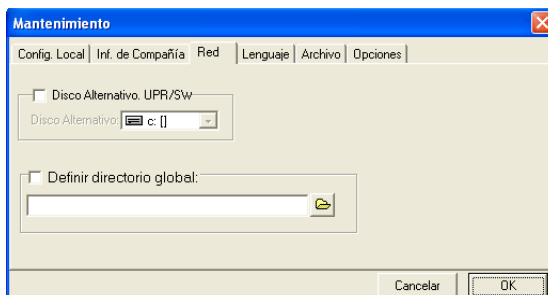 Mantenimiento
Config. Local Inf. de Compañía Red Lenguaje Archivo Opciones
Disco Alternativo. UPR/SW
Disco Alternativo: c: []
Definir directorio global:
Cancelar OK